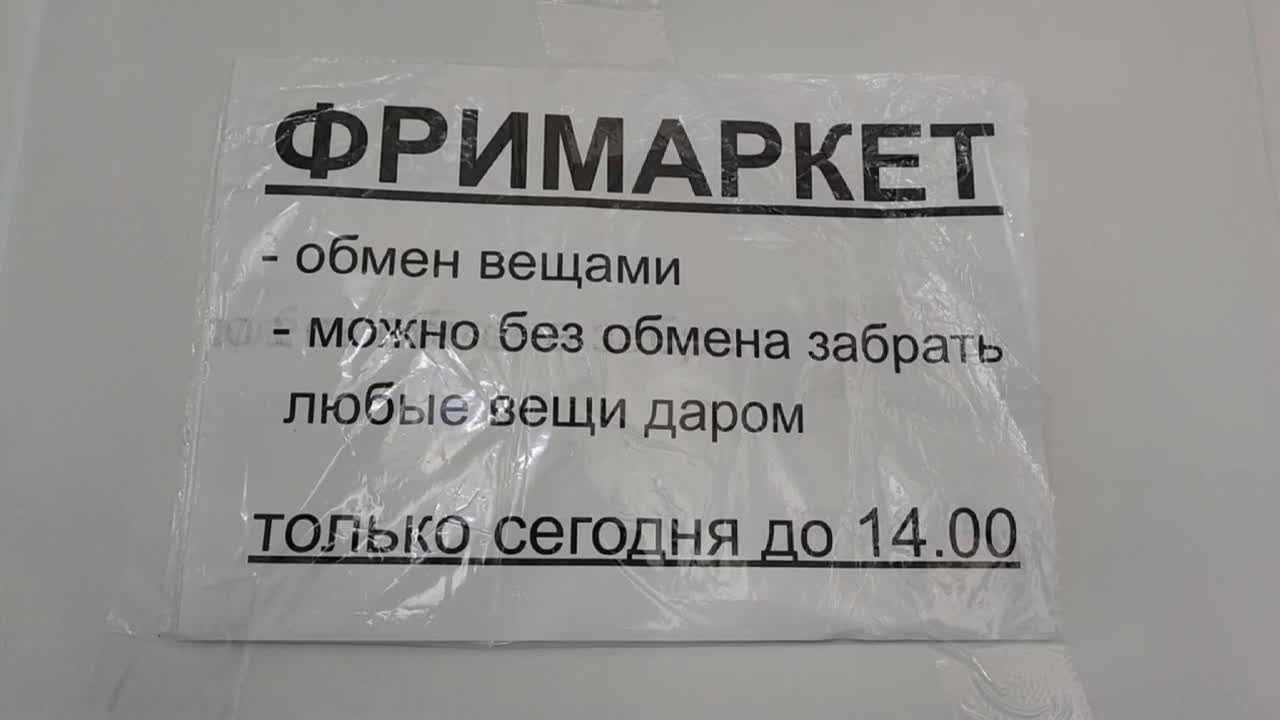 ФРИМАРКЕТ
- обмен вещами
- можно без обмена забрать
любые вещи даром
только сегодня до 14.00